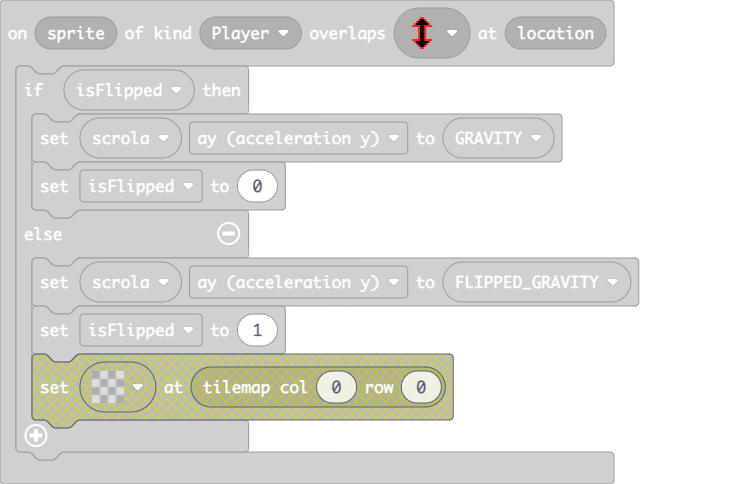 on sprite of kind Player overlaps at location
if isFlipped then
set scrola ay (acceleration y) to GRAVITY
set isFlipped to 0
else
set scrola ay (acceleration y) to FLIPPED_GRAVITY
set isFlipped to 1
set at tilemap col 0 row 0